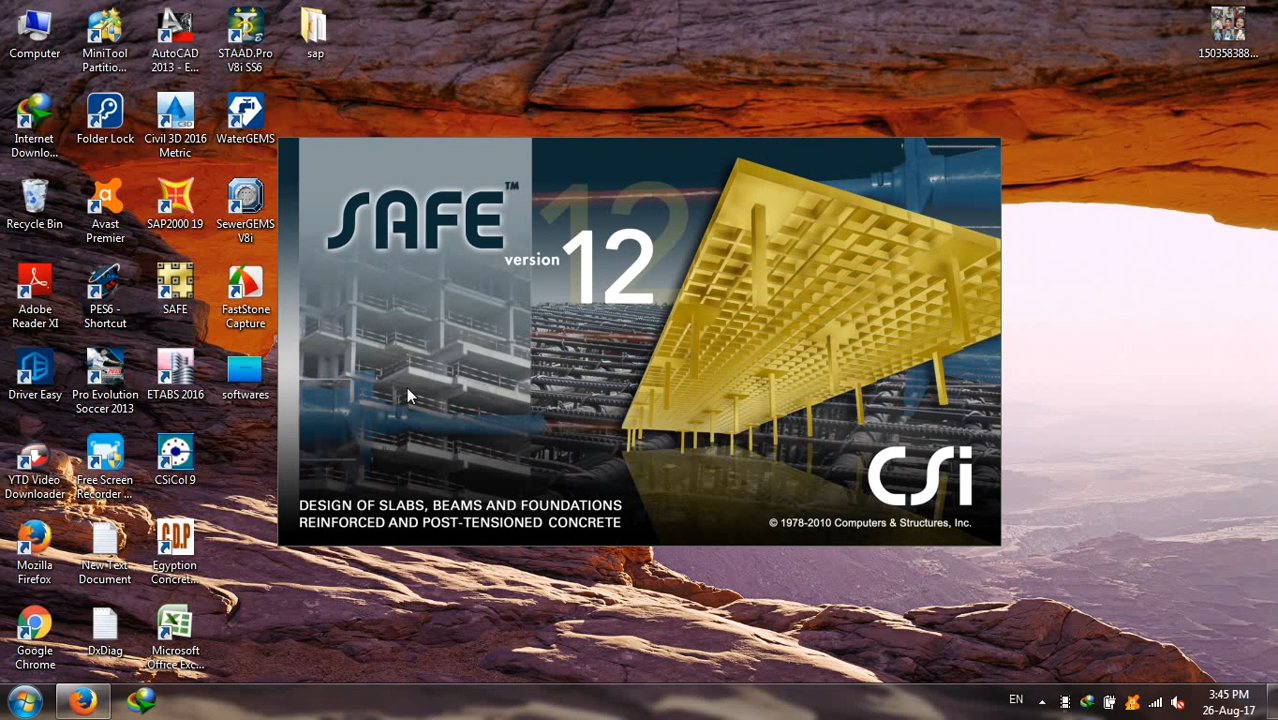 Computer
MiniTool
Partitio...
AutoCAD
2013 - E...
STAAD.Pro
V8i SS6
sap
150358388...
Internet
Downlo...
Folder Lock
Civil 3D 2016
Metric
WaterGEMS
Recycle Bin
Avast
Premier
SAP2000 19
SewerGEMS
V8i
Adobe
Reader XI
PES6 -
Shortcut
SAFE
FastStone
Capture
Driver Easy
Pro Evolution
Soccer 2013
ETABS 2016
softwares
YTD Video
Downloader
Free Screen
Recorder ...
CSiCol 9
Mozilla
Firefox
New Text
Document
C.D.P
Egyption
Concret...
Google
Chrome
DxDiag
Microsoft
Office Exc...
SAFE™
12
version 12
CSi
DESIGN OF SLABS, BEAMS AND FOUNDATIONS
REINFORCED AND POST-TENSIONED CONCRETE
© 1978-2010 Computers & Structures, Inc.
EN
3:45 PM
26-Aug-17